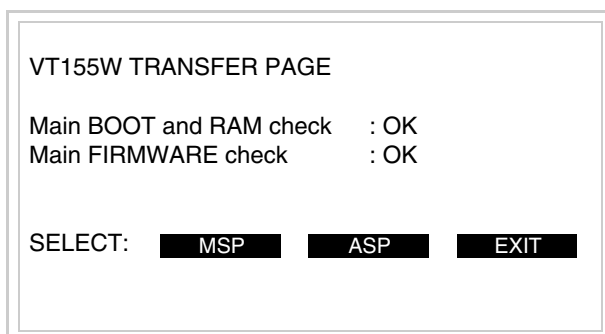 VT155W TRANSFER PAGE
Main BOOT and RAM check : OK
Main FIRMWARE check : OK
SELECT: MSP ASP EXIT